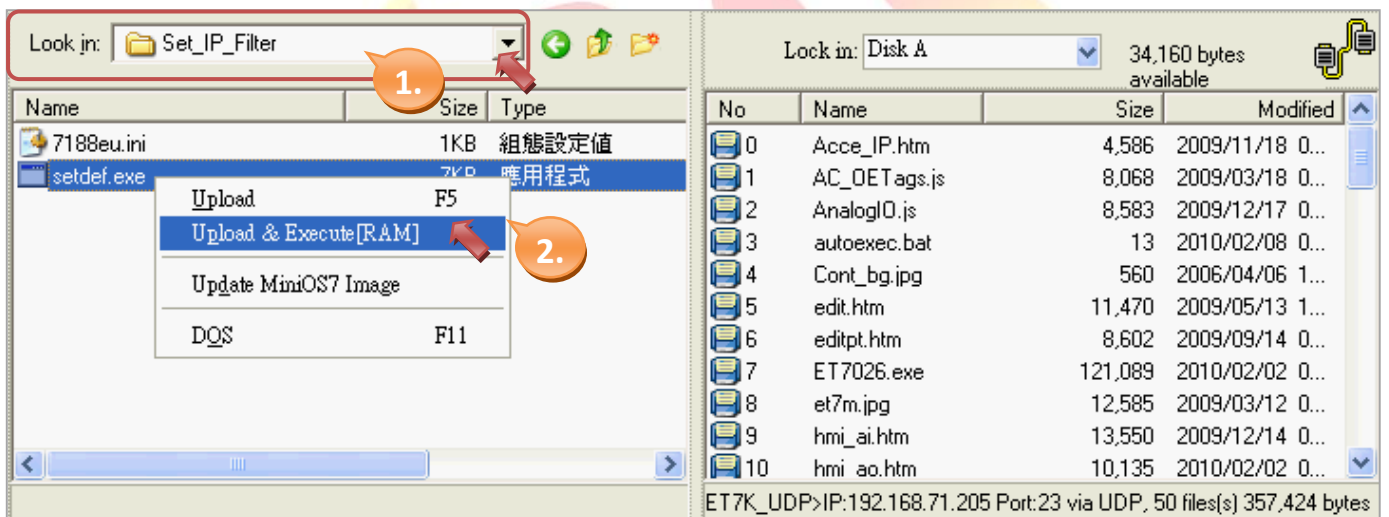 Look in: Set_IP_Filter
1.
Name Size Type
7188eu.ini 1KB 組態設定值
setdef.exe 7KB 應用程式
Upload F5
Upload & Execute[RAM]
2.
Update MiniOS7 Image
DOS F11
Lock in: Disk A
34,160 bytes
available
No Name Size Modified
0 Acce_IP.htm 4,586 2009/11/18 0...
1 AC_OETags.js 8,068 2009/03/18 0...
2 AnalogIO.js 8,583 2009/12/17 0...
3 autoexec.bat 13 2010/02/08 0...
4 Cont_bg.jpg 560 2006/04/06 1...
5 edit.htm 11,470 2009/05/13 1...
6 editpt.htm 8,602 2009/09/14 0...
7 ET7026.exe 121,089 2010/02/02 0...
8 et7m.jpg 12,585 2009/03/12 0...
9 hmi_ai.htm 13,550 2009/12/14 0...
10 hmi_ao.htm 10,135 2010/02/02 0...
ET7K_UDP>IP:192.168.71.205 Port:23 via UDP, 50 files(s) 357,424 bytes